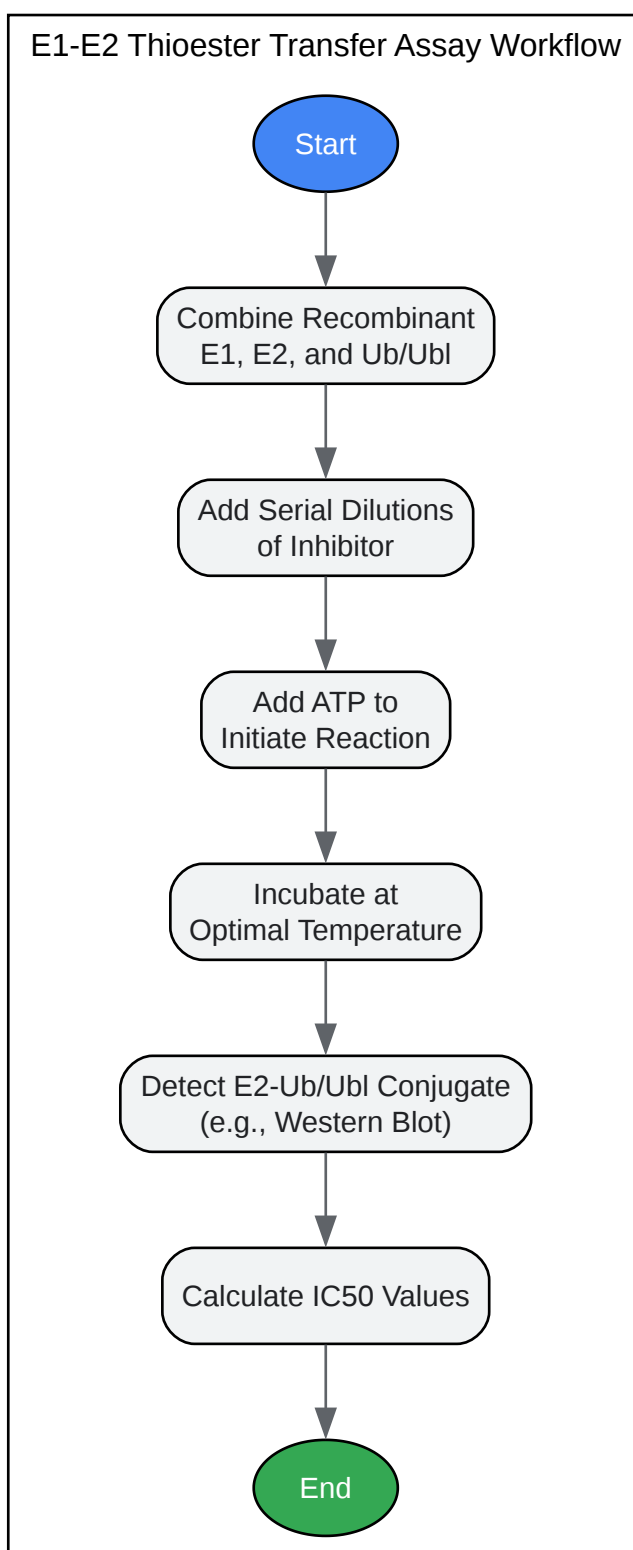 E1-E2 Thioester Transfer Assay Workflow
Start
Combine Recombinant
E1, E2, and Ub/Ubl
Add Serial Dilutions
of Inhibitor
Add ATP to
Initiate Reaction
Incubate at
Optimal Temperature
Detect E2-Ub/Ubl Conjugate
(e.g., Western Blot)
Calculate IC50 Values
End